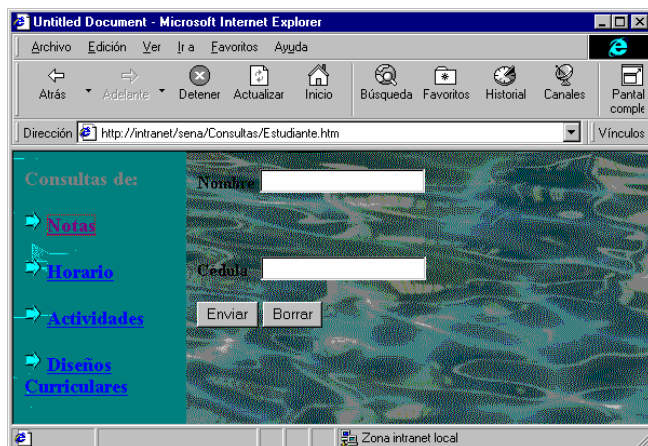 Untitled Document - Microsoft Internet Explorer
Archivo Edición Ver Ir a Favoritos Ayuda
Atrás Adelante Detener Actualizar Inicio Búsqueda Favoritos Historial Canales Pantal comple
Dirección http://intranet/sena/Consultas/Estudiante.htm Vínculos
Consultas de:
Notas
Horario
Actividades
Diseños
Curriculares
Nombre
Cédula
Enviar Borrar
Zona intranet local